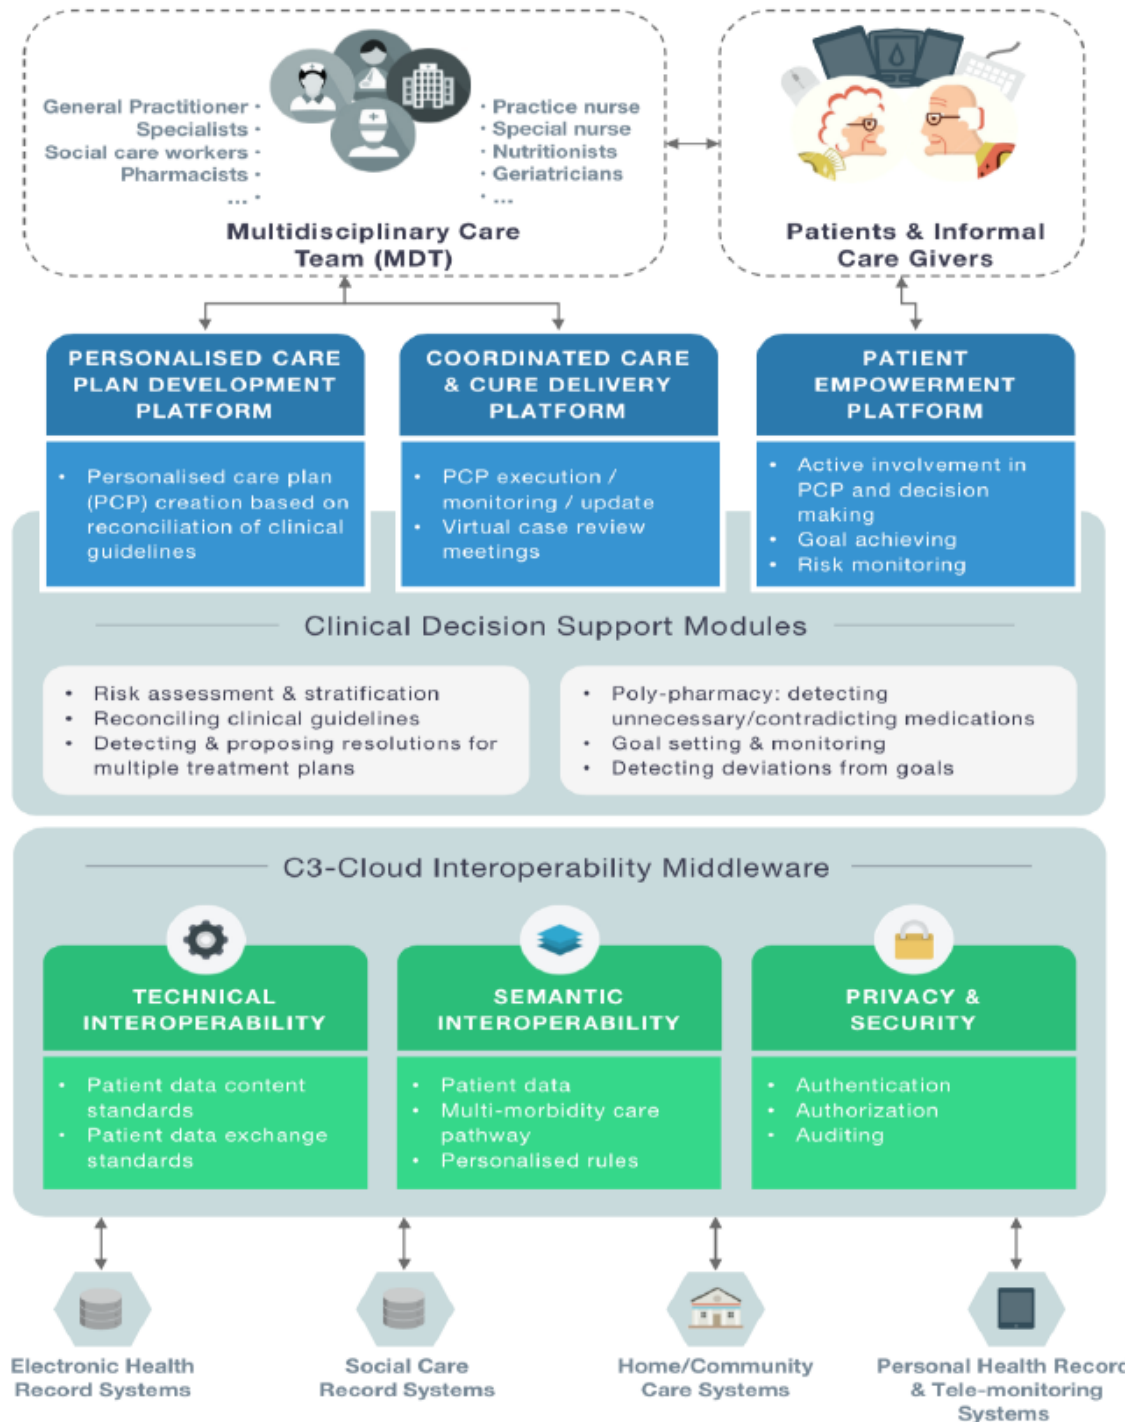 General Practitioner ·
Specialists ·
Social care workers ·
Pharmacists ·
... ·
· Practice nurse
· Special nurse
· Nutritionists
· Geriatricians
· ...
Multidisciplinary Care
Team (MDT)
Patients & Informal
Care Givers
PERSONALISED CARE
PLAN DEVELOPMENT
PLATFORM
• Personalised care plan
(PCP) creation based on
reconciliation of clinical
guidelines
COORDINATED CARE
& CURE DELIVERY
PLATFORM
• PCP execution /
monitoring / update
• Virtual case review
meetings
PATIENT
EMPOWERMENT
PLATFORM
• Active involvement in
PCP and decision
making
• Goal achieving
• Risk monitoring
Clinical Decision Support Modules
• Risk assessment & stratification
• Reconciling clinical guidelines
• Detecting & proposing resolutions for
multiple treatment plans
• Poly-pharmacy: detecting
unnecessary/contradicting medications
• Goal setting & monitoring
• Detecting deviations from goals
C3-Cloud Interoperability Middleware
TECHNICAL
INTEROPERABILITY
• Patient data content
standards
• Patient data exchange
standards
SEMANTIC
INTEROPERABILITY
• Patient data
• Multi-morbidity care
pathway
• Personalised rules
PRIVACY &
SECURITY
• Authentication
• Authorization
• Auditing
Electronic Health
Record Systems
Social Care
Record Systems
Home/Community
Care Systems
Personal Health Record
& Tele-monitoring
Systems